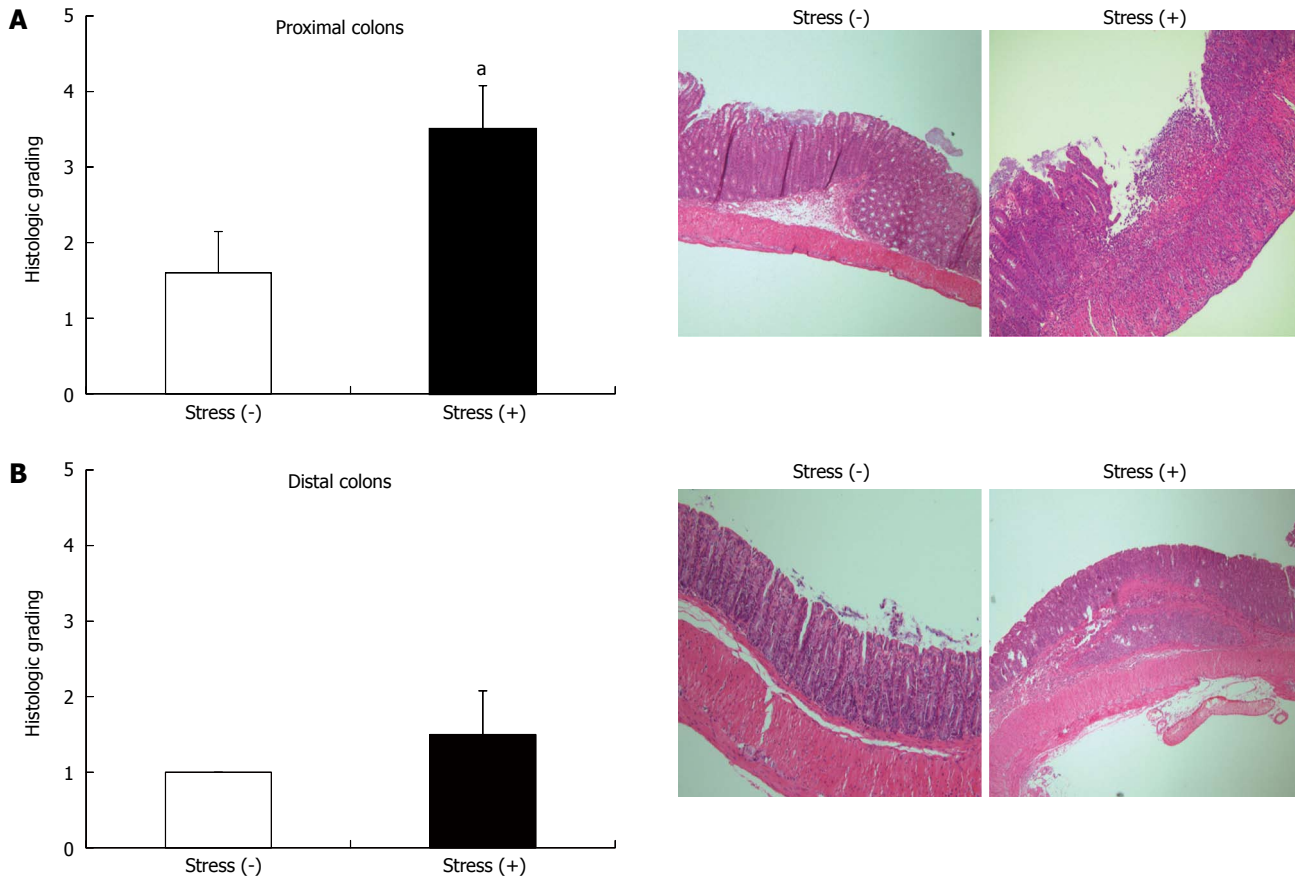 A
Proximal colons
Histologic grading
5
4
3
2
1
0
a
Stress (-)
Stress (+)
Stress (-)
Stress (+)
B
Distal colons
Histologic grading
5
4
3
2
1
0
Stress (-)
Stress (+)
Stress (-)
Stress (+)